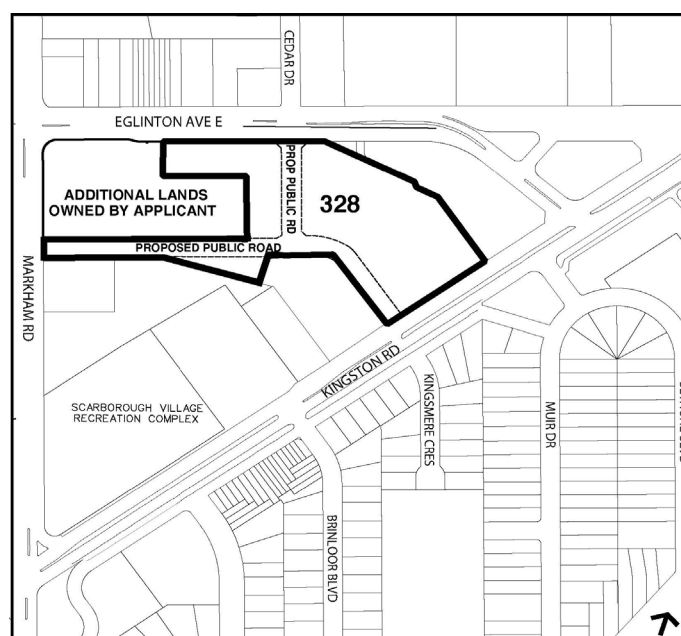 CEDAR DR
EGLINTON AVE E
PROP PUBLIC RD
ADDITIONAL LANDS
OWNED BY APPLICANT
328
PROPOSED PUBLIC ROAD
MARKHAM RD
KINGSTON RD
SCARBOROUGH VILLAGE
RECREATION COMPLEX
KINGSMERE CRES
MUIR DR
BRINLOOR BLVD